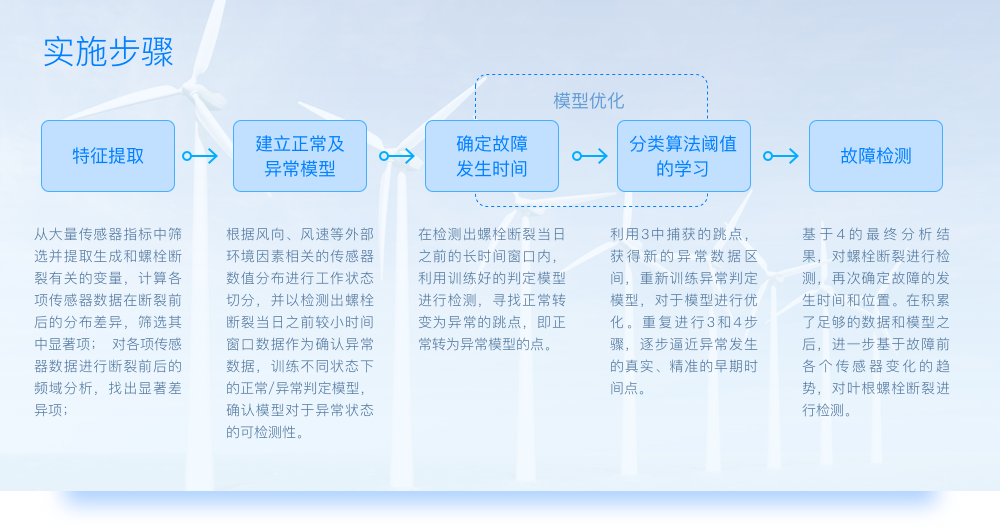 实施步骤
模型优化
特征提取
建立正常及
异常模型
确定故障
发生时间
分类算法阈值
的学习
故障检测
从大量传感器指标中筛
选并提取生成和螺栓断
裂有关的变量，计算各
项传感器数据在断裂前
后的分布差异，筛选其
中显著项； 对各项传感
器数据进行断裂前后的
频域分析，找出显著差
异项；
根据风向、风速等外部
环境因素相关的传感器
数值分布进行工作状态
切分，并以检测出螺栓
断裂当日之前较小时间
窗口数据作为确认异常
数据，训练不同状态下
的正常/异常判定模型，
确认模型对于异常状态
的可检测性。
在检测出螺栓断裂当日
之前的长时间窗口内，
利用训练好的判定模型
进行检测，寻找正常转
变为异常的跳点，即正
常转为异常模型的点。
利用3中捕获的跳点，
获得新的异常数据区
间，重新训练异常判定
模型，对于模型进行优
化。重复进行3和4步
骤，逐步逼近异常发生
的真实、精准的早期时
间点。
基于4的最终分析结
果，对螺栓断裂进行检
测，再次确定故障的发
生时间和位置。在积累
了足够的数据和模型之
后，进一步基于故障前
各个传感器变化的趋
势，对叶根螺栓断裂进
行检测。